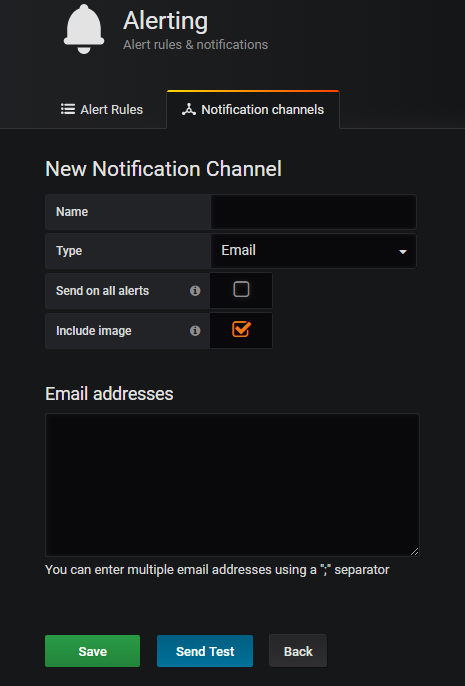 Alerting
Alert rules & notifications
Alert Rules
Notification channels
New Notification Channel
Name
Type
Email
Send on all alerts
Include image
Email addresses
You can enter multiple email addresses using a ";" separator
Save
Send Test
Back